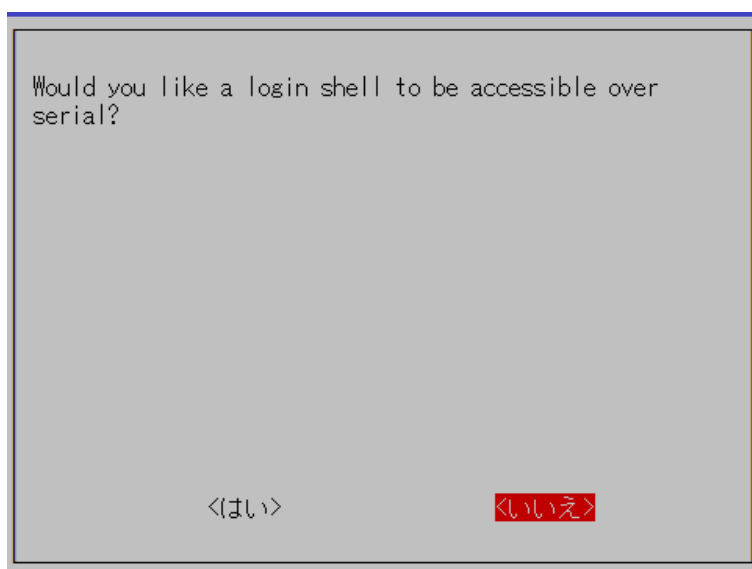 Would you like a login shell to be accessible over
serial?
<はい> <いいえ>